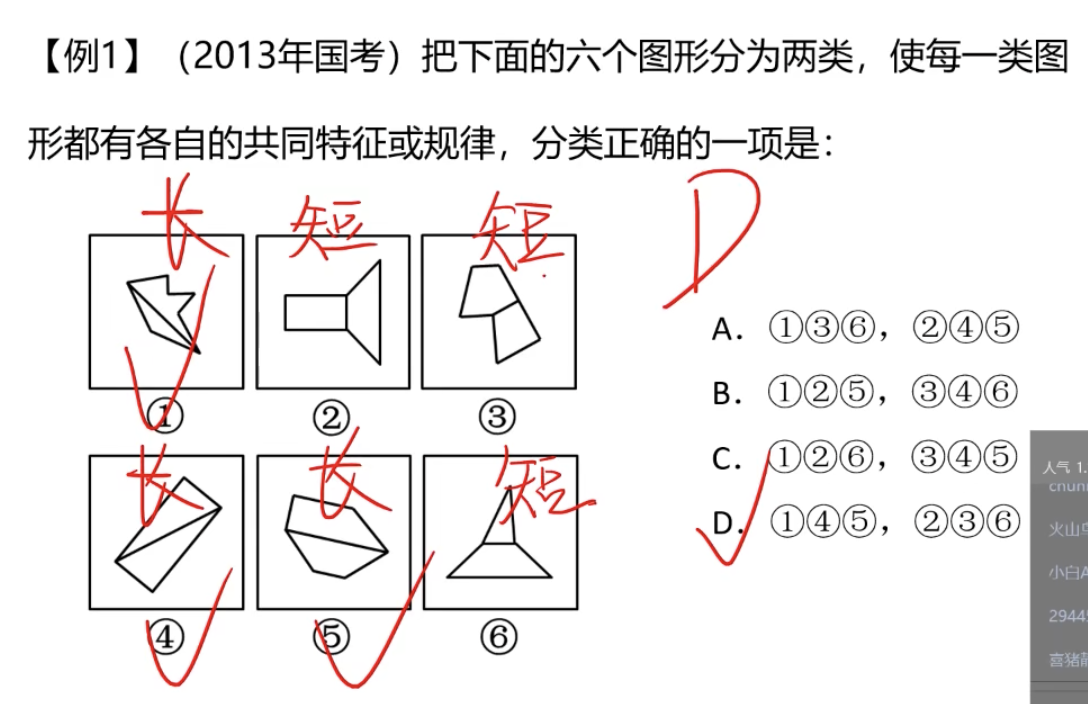 【例1】（2013年国考）把下面的六个图形分为两类，使每一类图
形都有各自的共同特征或规律，分类正确的一项是：
长 短 短
D
① ② ③
长 长 短
④ ⑤ ⑥
A. ①③⑥，②④⑤
B. ①②⑤，③④⑥
C. ①②⑥，③④⑤
D. ①④⑤，②③⑥
人气 1.
火山
小白A
2944
喜猪